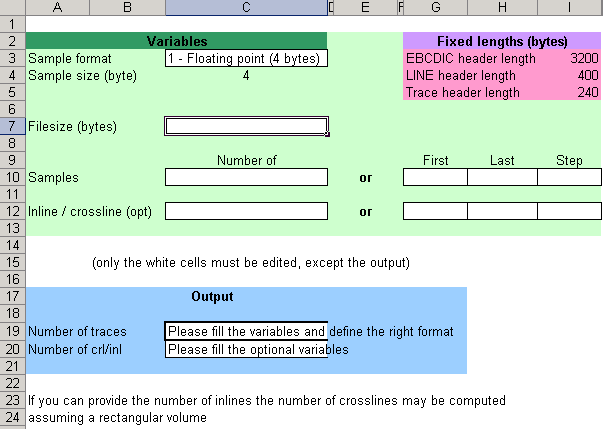 A B C D E F G H I
1
2 Variables Fixed lengths (bytes)
3 Sample format 1 - Floating point (4 bytes) EBCDIC header length 3200
4 Sample size (byte) 4 LINE header length 400
5 Trace header length 240
6
7 Filesize (bytes)
8
9 Number of First Last Step
10 Samples or
11
12 Inline / crossline (opt) or
13
14
15 (only the white cells must be edited, except the output)
16
17 Output
18
19 Number of traces Please fill the variables and define the right format
20 Number of crl/inl Please fill the optional variables
21
22
23 If you can provide the number of inlines the number of crosslines may be computed
24 assuming a rectangular volume